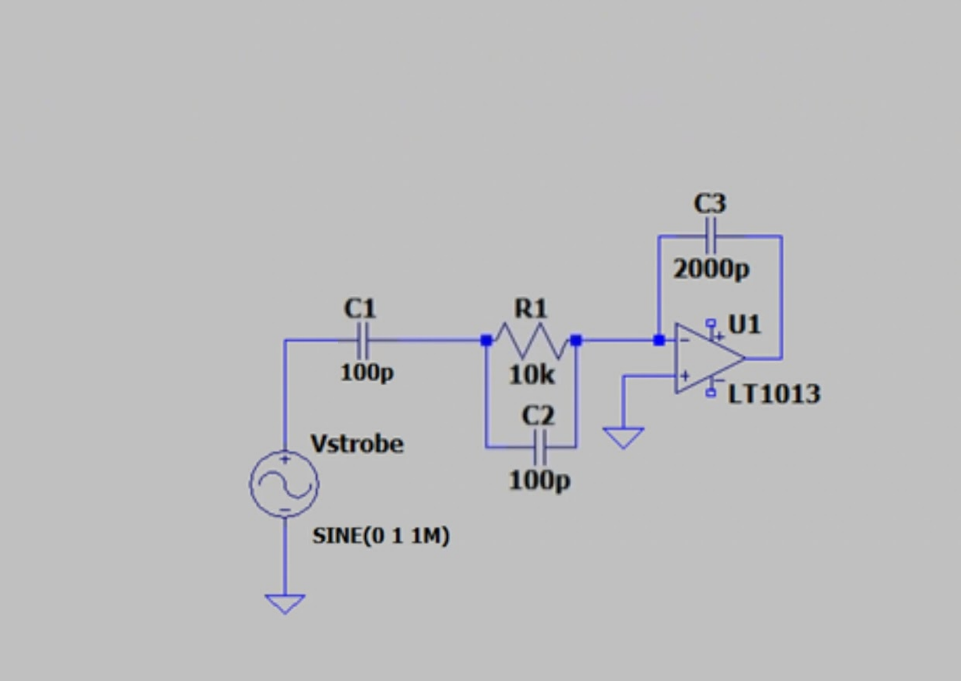 C3
2000p
C1
100p
R1
10k
U1
LT1013
C2
100p
Vstrobe
SINE(0 1 1M)